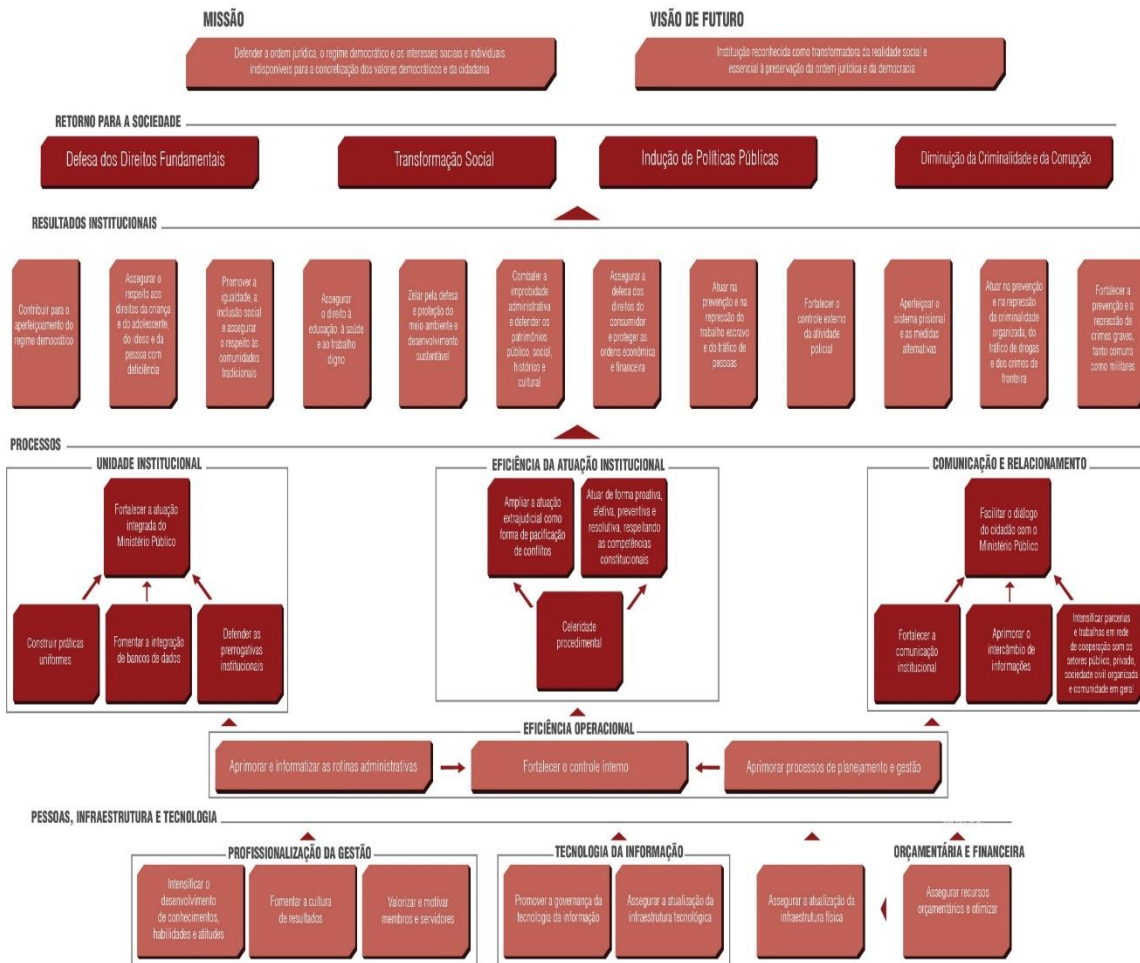 MISSÃO
Defender a ordem jurídica, o regime democrático e os interesses sociais e individuais
indisponíveis para a concretização dos valores democráticos e da cidadania
VISÃO DE FUTURO
Instituição reconhecida como transformadora da realidade social e
essencial à preservação da ordem jurídica e da democracia
RETORNO PARA A SOCIEDADE
Defesa dos Direitos Fundamentais
Transformação Social
Indução de Políticas Públicas
Diminuição da Criminalidade e da Corrupção
RESULTADOS INSTITUCIONAIS
Contribuir para o
aperfeiçoamento do
regime democrático
Assegurar o
respeito aos
direitos da criança
e do adolescente,
do idoso e da
pessoa com
deficiência
Promover a
igualdade, a
inclusão social
e assegurar
o respeito às
comunidades
tradicionais
Assegurar
o direito à
educação, à saúde
e ao trabalho
digno
Zelar pela defesa
e proteção do
meio ambiente e
desenvolvimento
sustentável
Combater a
improbidade
administrativa
e defender os
patrimônios
público, social,
histórico e
cultural
Assegurar a
defesa dos
direitos do
consumidor
e proteger as
ordens econômica
e financeira
Atuar na
prevenção e na
repressão do
trabalho escravo
e do tráfico de
pessoas
Fortalecer o
controle externo
da atividade
policial
Aperfeiçoar o
sistema prisional
e as medidas
alternativas
Atuar na prevenção
e na repressão
da criminalidade
organizada, do
tráfico de drogas
e dos crimes de
fronteira
Fortalecer a
prevenção e a
repressão de
crimes graves,
tanto comuns
como militares
PROCESSOS
UNIDADE INSTITUCIONAL
Fortalecer a atuação
integrada do
Ministério Público
Construir práticas
uniformes
Fomentar a integração
de bancos de dados
Defender as
prerrogativas
institucionais
EFICIÊNCIA DA ATUAÇÃO INSTITUCIONAL
Ampliar a atuação
extrajudicial como
forma de pacificação
de conflitos
Atuar de forma proativa,
efetiva, preventiva e
resolutiva, respeitando
as competências
constitucionais
Celeridade
procedimental
COMUNICAÇÃO E RELACIONAMENTO
Facilitar o diálogo
do cidadão com o
Ministério Público
Fortalecer a
comunicação
institucional
Aprimorar o
intercâmbio de
informações
Intensificar parcerias
e trabalhos em rede
de cooperação com os
setores público, privado,
sociedade civil organizada
e comunidade em geral
EFICIÊNCIA OPERACIONAL
Aprimorar e informatizar as rotinas administrativas
Fortalecer o controle interno
Aprimorar processos de planejamento e gestão
PESSOAS, INFRAESTRUTURA E TECNOLOGIA
PROFISSIONALIZAÇÃO DA GESTÃO
Intensificar o
desenvolvimento
de conhecimentos,
habilidades e atitudes
Fomentar a cultura
de resultados
Valorizar e motivar
membros e servidores
TECNOLOGIA DA INFORMAÇÃO
Promover a governança da
tecnologia da informação
Assegurar a atualização da
infraestrutura tecnológica
Assegurar a atualização da
infraestrutura física
ORÇAMENTÁRIA E FINANCEIRA
Assegurar recursos
orçamentários e otimizar